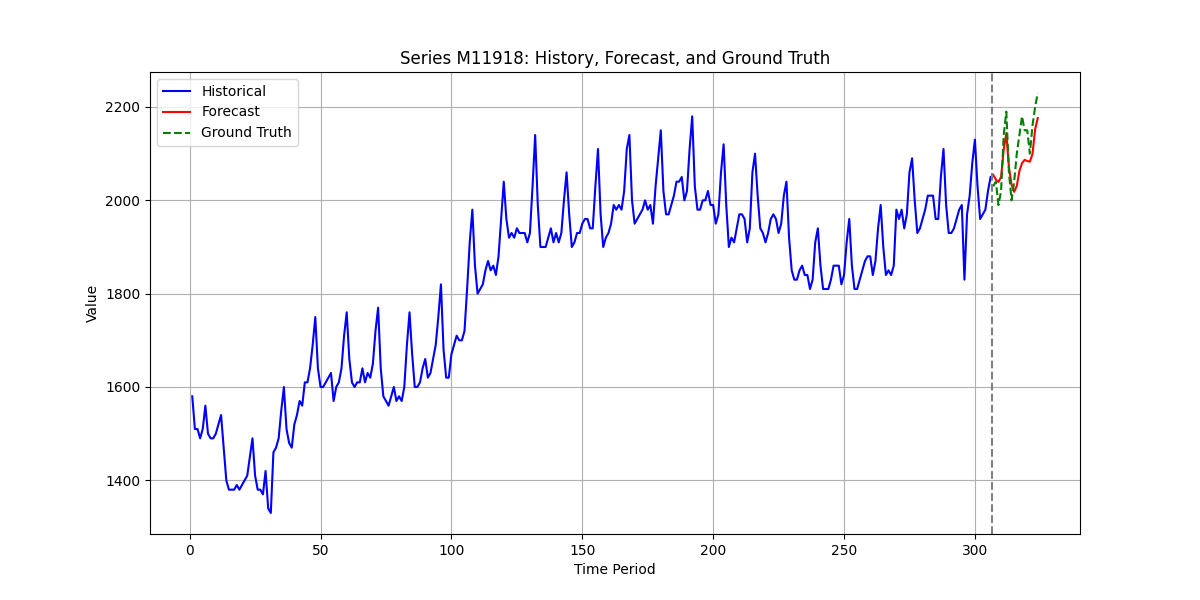 Series M11918: History, Forecast, and Ground Truth
Historical
Forecast
Ground Truth
2200
2000
1800
1600
1400
Value
0 50 100 150 200 250 300
Time Period